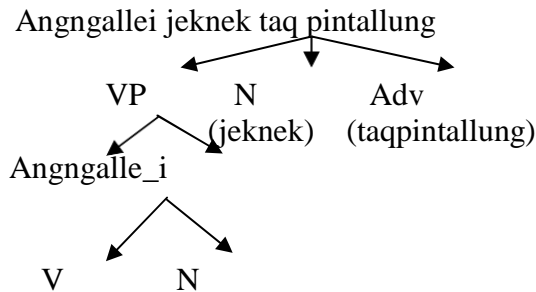 Angngallei jeknek taq pintallung
VP N Adv
(jeknek) (taqpintallung)
Angngalle_i
V N